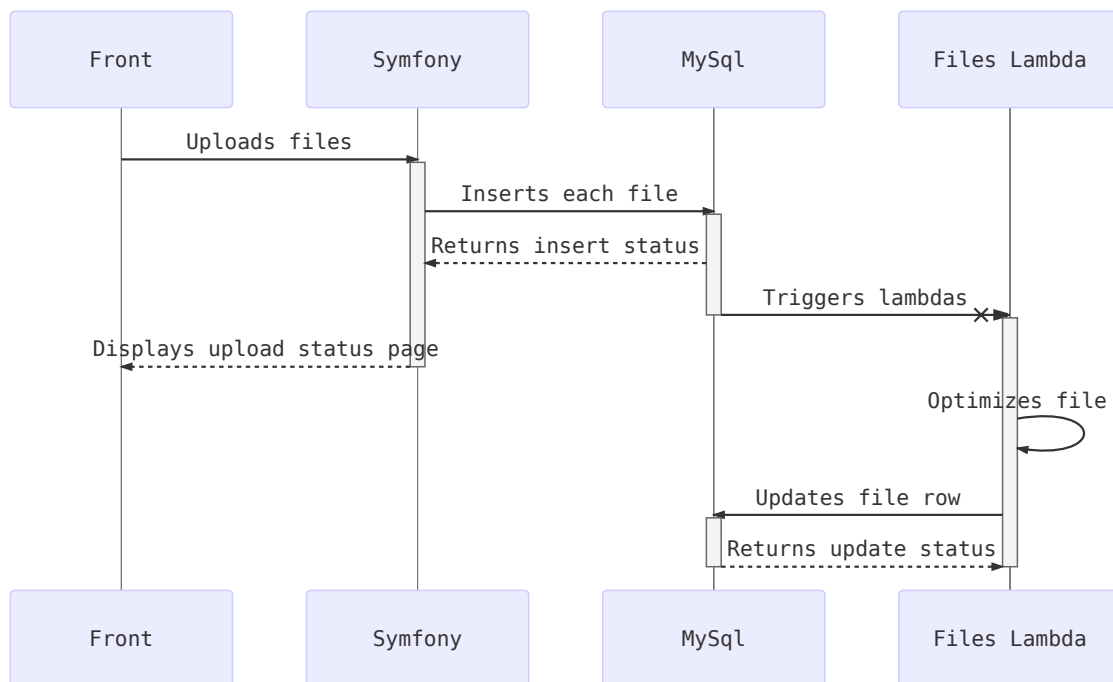 Front
Symfony
MySql
Files Lambda
Uploads files
Inserts each file
Returns insert status
Triggers lambdas
Displays upload status page
Optimizes file
Updates file row
Returns update status
Front
Symfony
MySql
Files Lambda